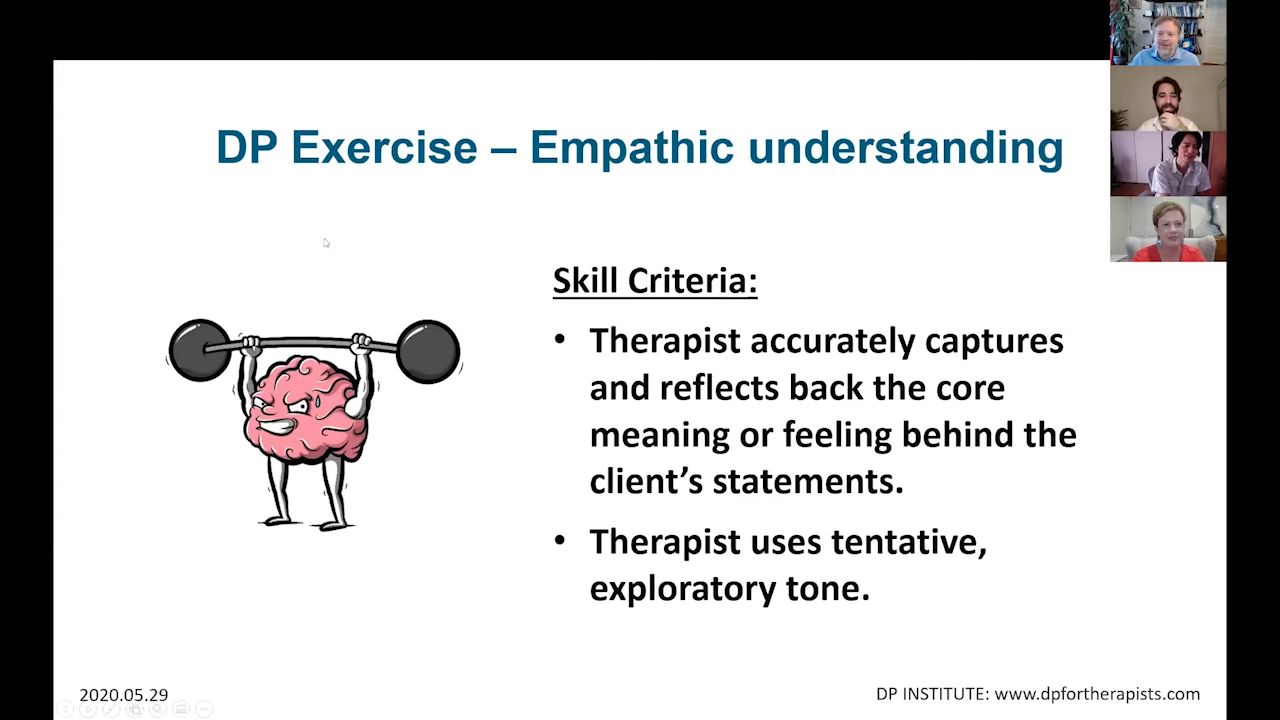 DP Exercise – Empathic understanding
Skill Criteria:
• Therapist accurately captures
and reflects back the core
meaning or feeling behind the
client’s statements.
• Therapist uses tentative,
exploratory tone.
2020.05.29
DP INSTITUTE: www.dpfortherapists.com